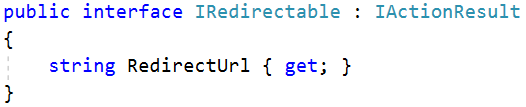 public interface IRedirectable : IActionResult
{
    string RedirectUrl { get; }
}